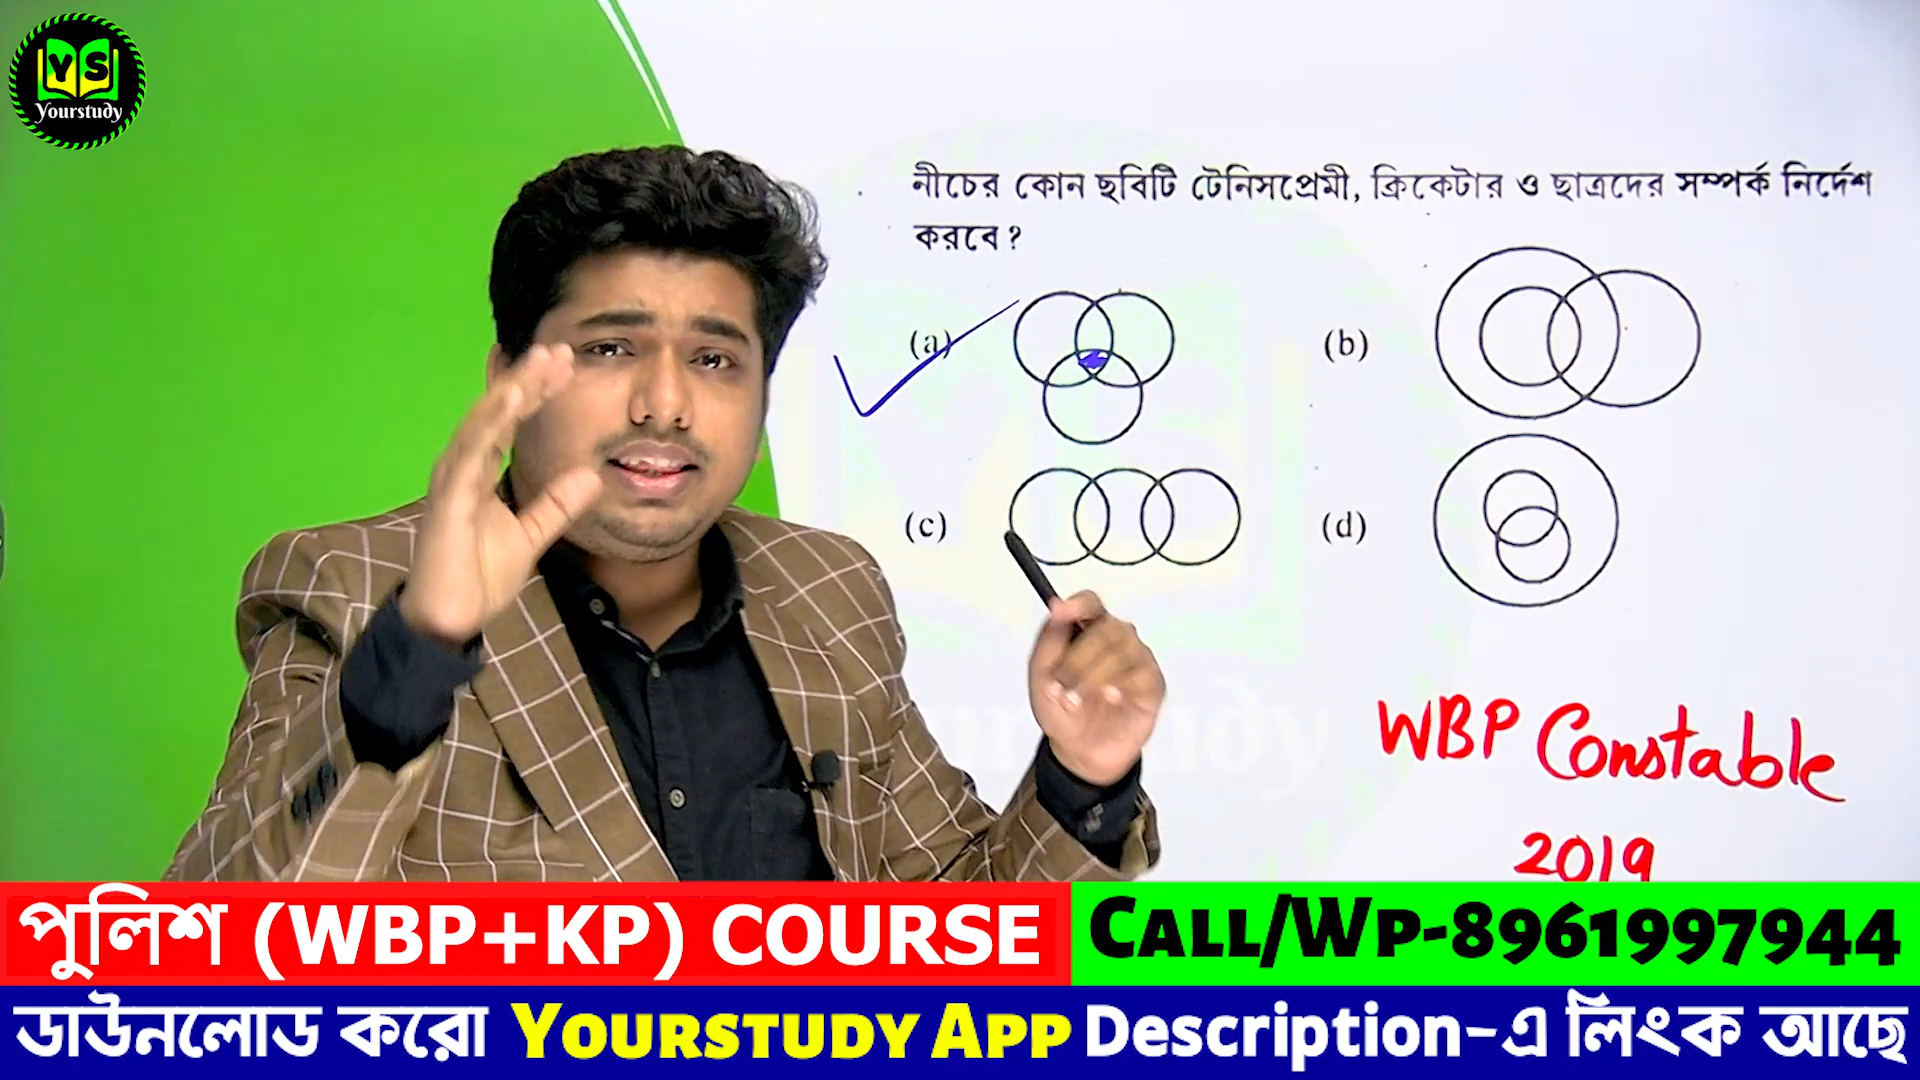 YS
Yourstudy
নীচের কোন ছবিটি টেনিসপ্রেমী, ক্রিকেটার ও ছাত্রদের সম্পর্ক নির্দেশ
করবে ?
(a)
(b)
(c)
(d)
WBP Constable
2019
পুলিশ (WBP+KP) COURSE
CALL/WP-8961997944
ডাউনলোড করো YOURSTUDY APP Description-এ লিংক আছে